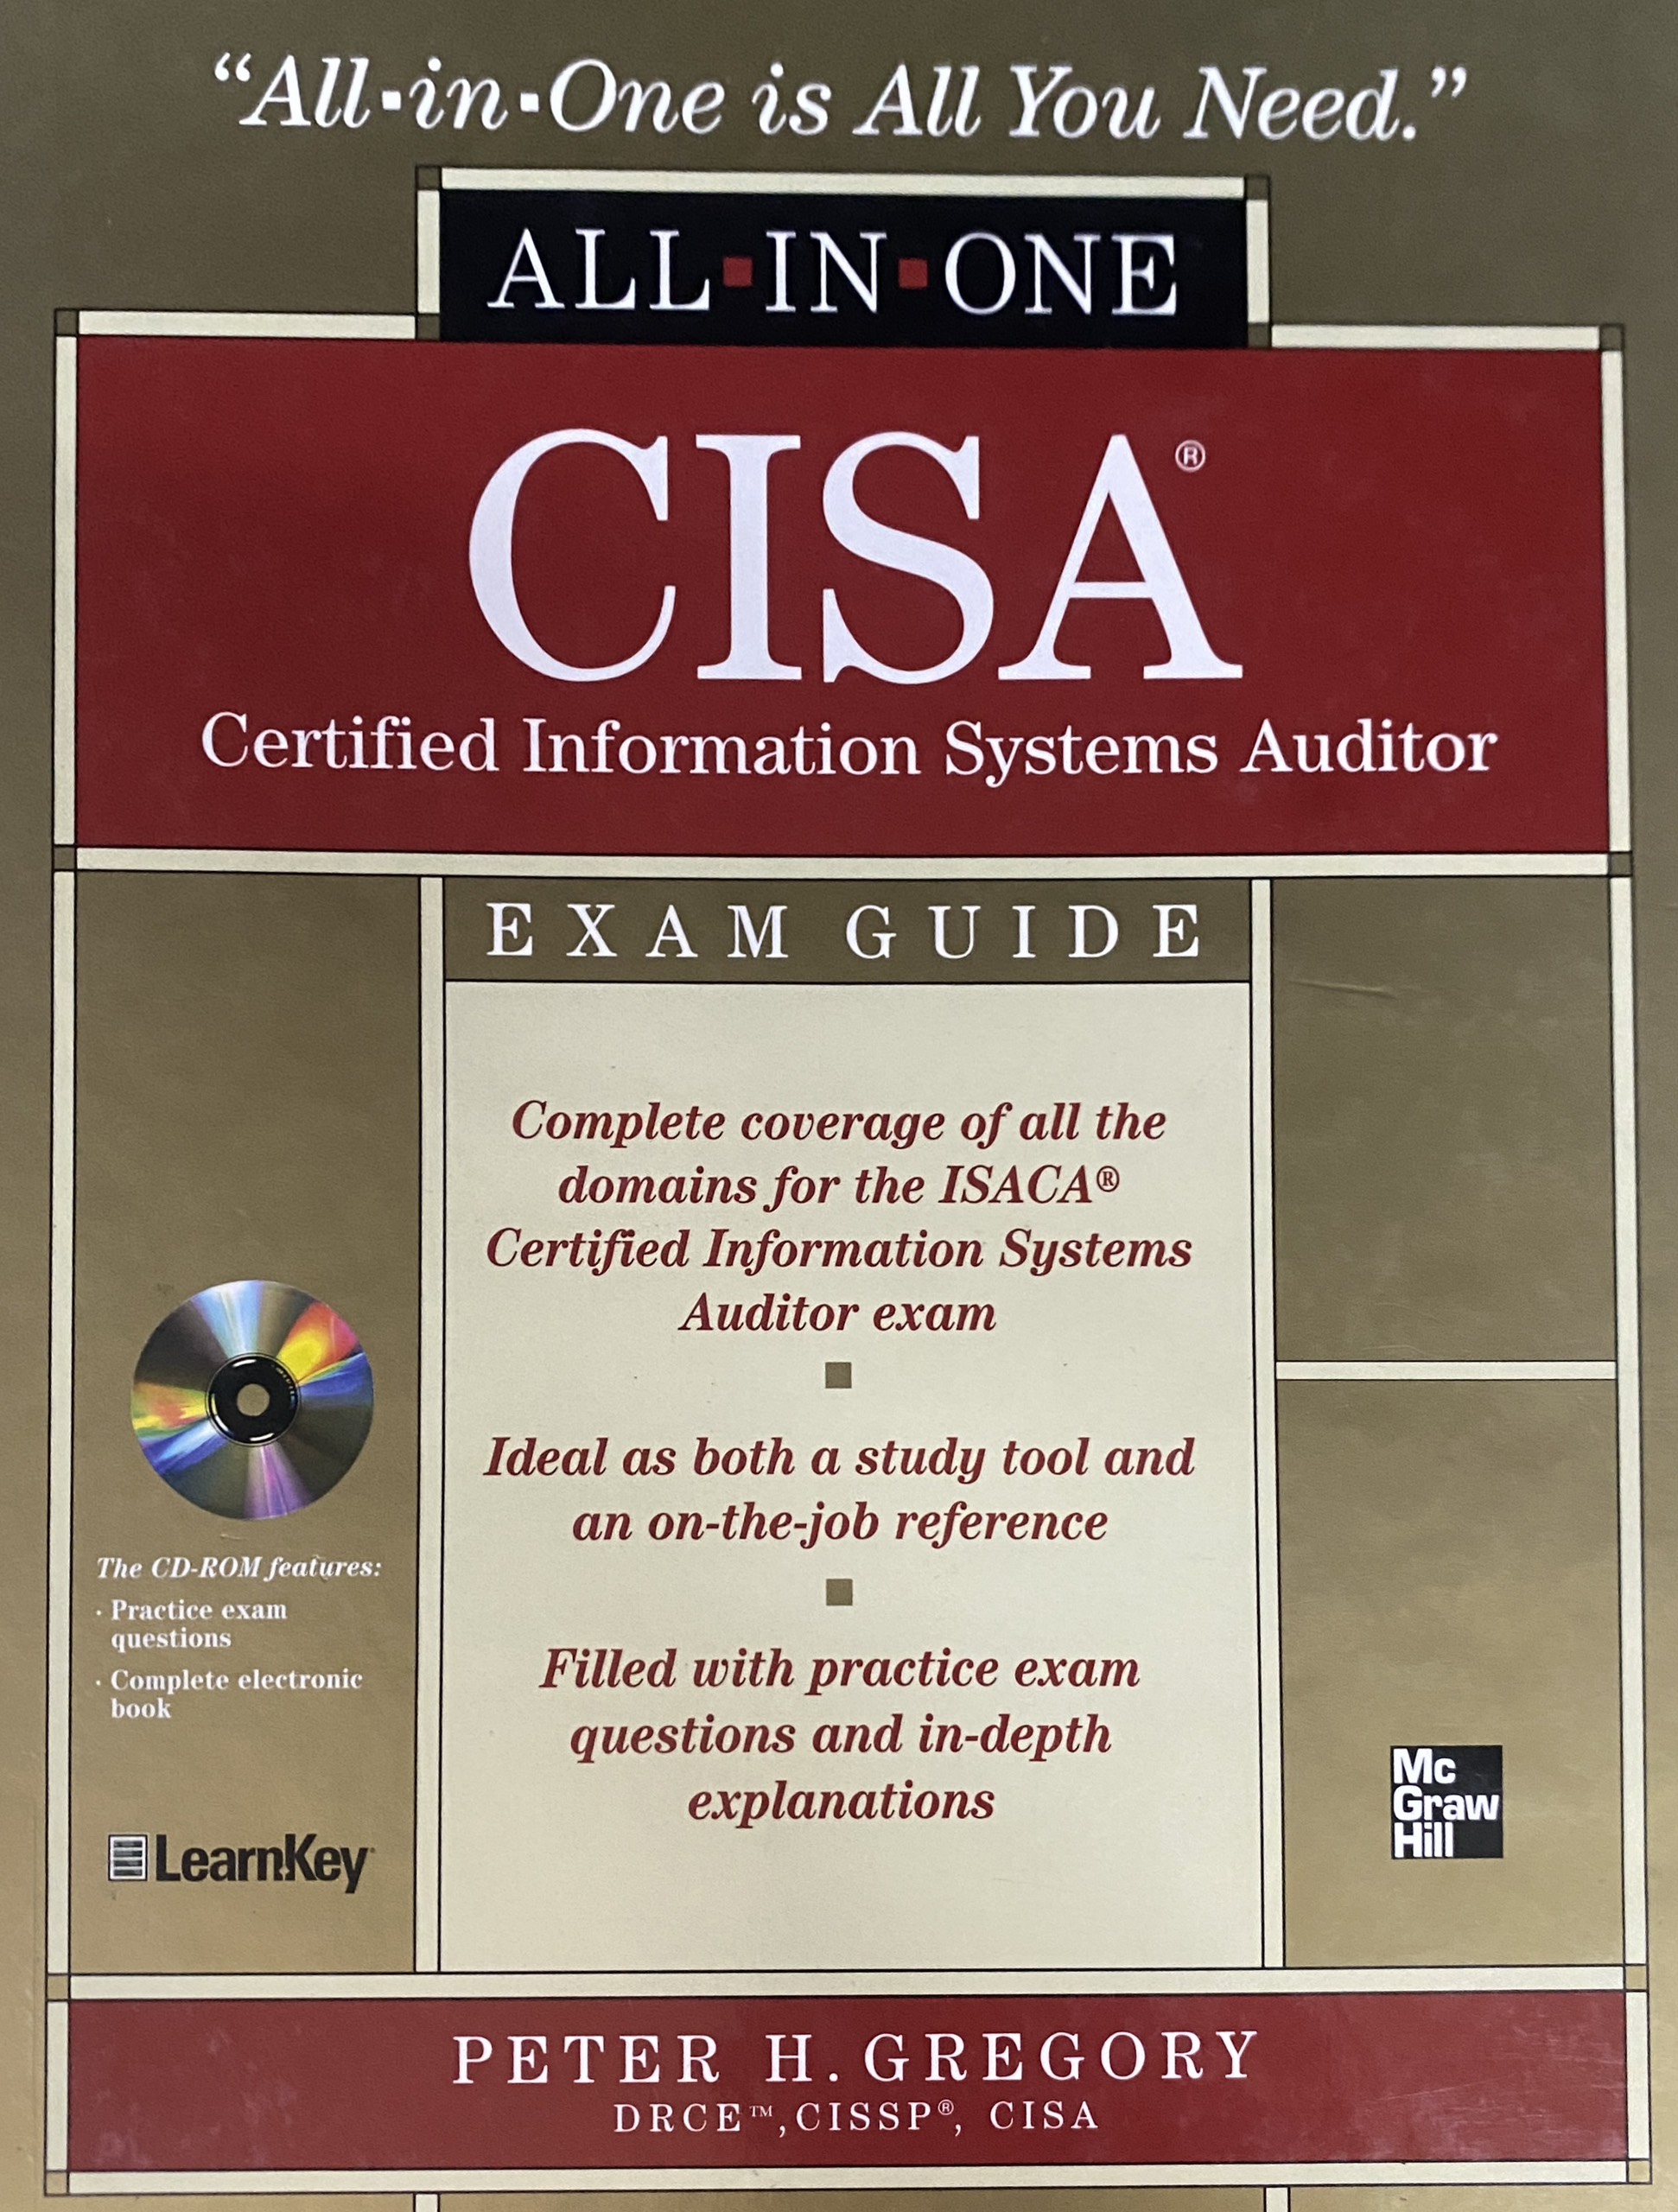 “All▪in▪One is All You Need.”
ALL▪IN▪ONE
CISA®
Certified Information Systems Auditor
EXAM GUIDE
Complete coverage of all the
domains for the ISACA®
Certified Information Systems
Auditor exam
Ideal as both a study tool and
an on-the-job reference
Filled with practice exam
questions and in-depth
explanations
The CD-ROM features:
· Practice exam
questions
· Complete electronic
book
LearnKey
Mc
Graw
Hill
PETER H. GREGORY
DRCE™, CISSP®, CISA